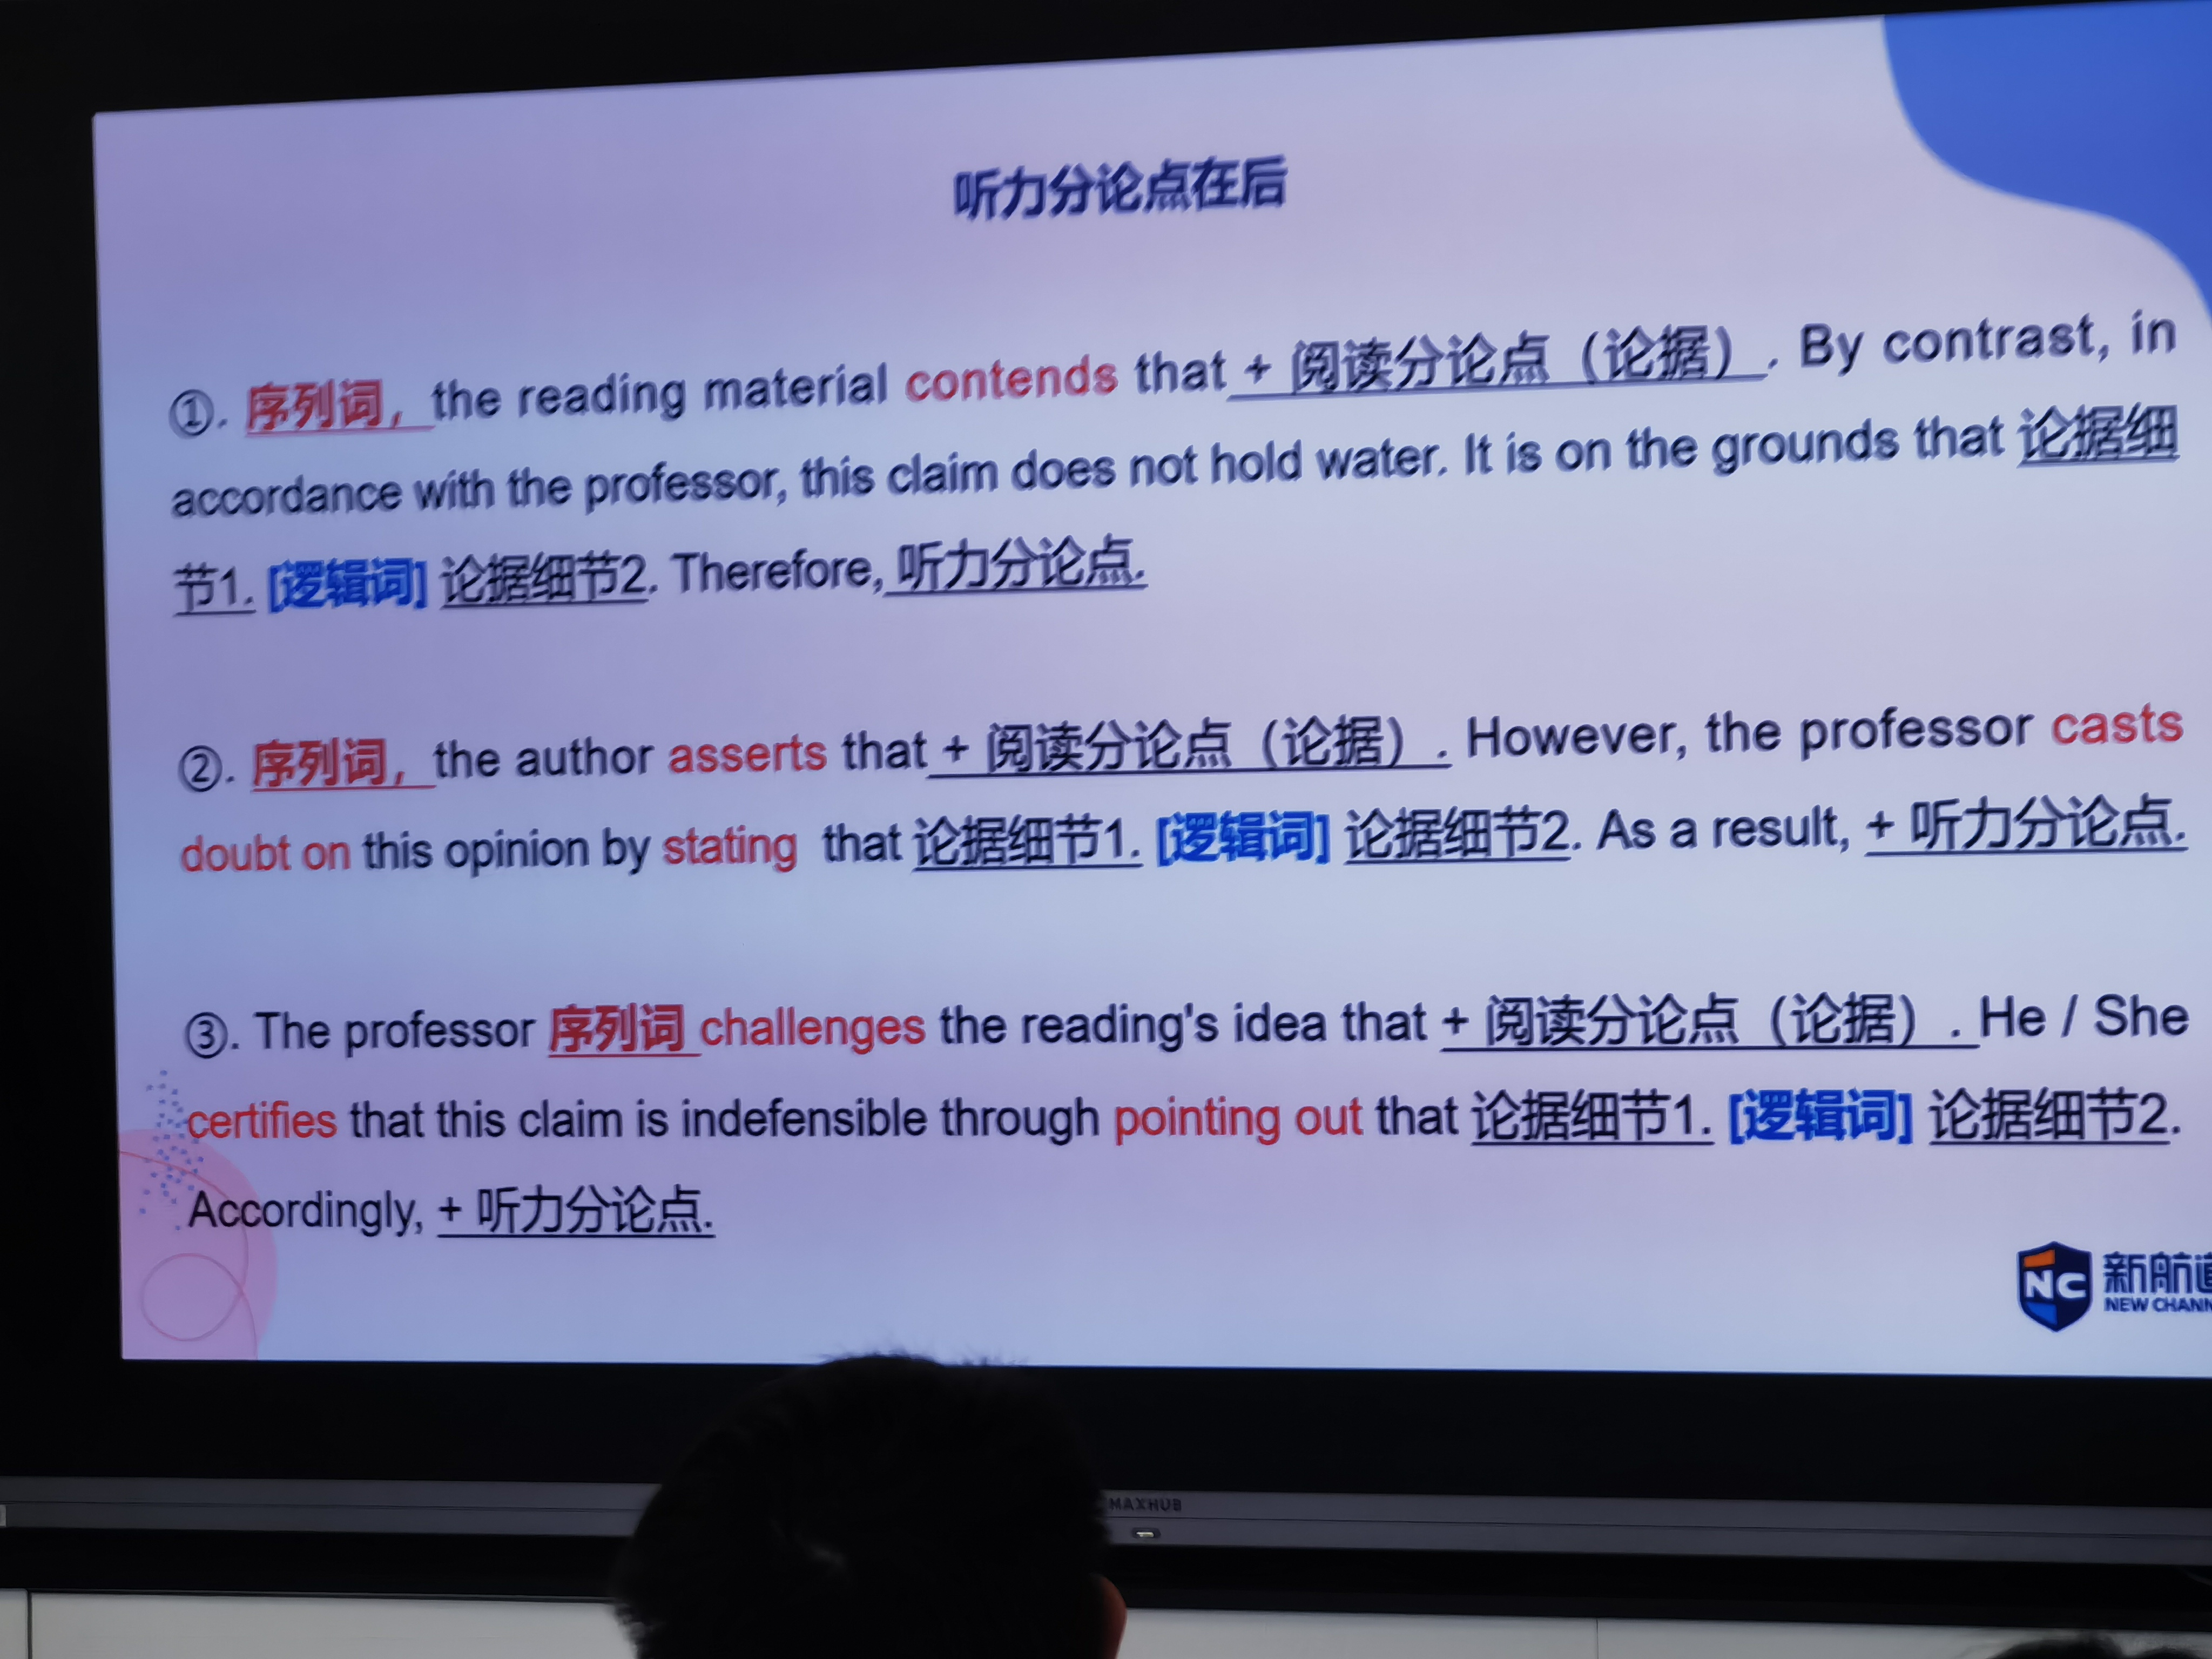 听力分论点在后
①. 序列词，the reading material contends that + 阅读分论点（论据）. By contrast, in
accordance with the professor, this claim does not hold water. It is on the grounds that 论据细
节1. [逻辑词] 论据细节2. Therefore, 听力分论点.
②. 序列词，the author asserts that + 阅读分论点（论据）. However, the professor casts
doubt on this opinion by stating that 论据细节1. [逻辑词] 论据细节2. As a result, + 听力分论点.
③. The professor 序列词 challenges the reading's idea that + 阅读分论点（论据）. He / She
certifies that this claim is indefensible through pointing out that 论据细节1. [逻辑词] 论据细节2.
Accordingly, + 听力分论点.
NC 新航道
NEW CHANN
MAXHUB